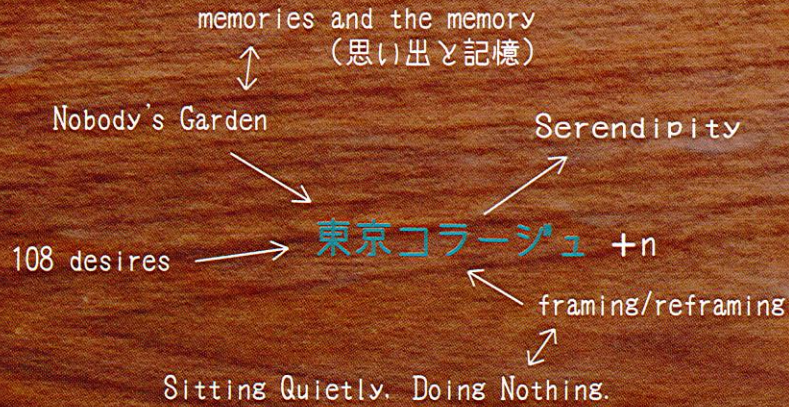 memories and the memory
（思い出と記憶）
Nobody's Garden
Serendipity
東京コラージュ +n
108 desires
framing/reframing
Sitting Quietly. Doing Nothing.